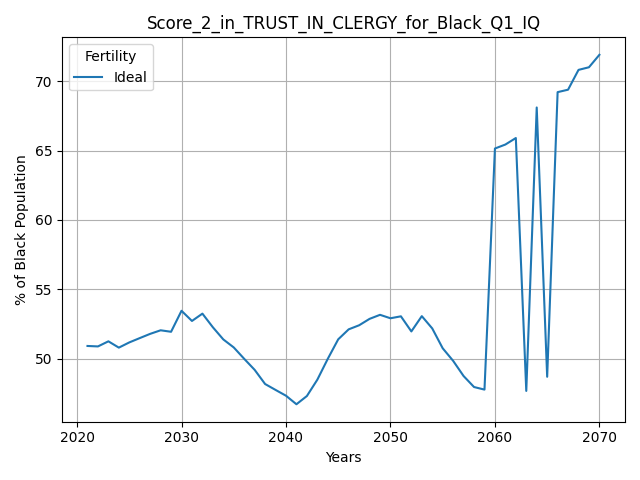 Score_2_in_TRUST_IN_CLERGY_for_Black_Q1_IQ
Fertility
Ideal
% of Black Population
70
65
60
55
50
2020 2030 2040 2050 2060 2070
Years